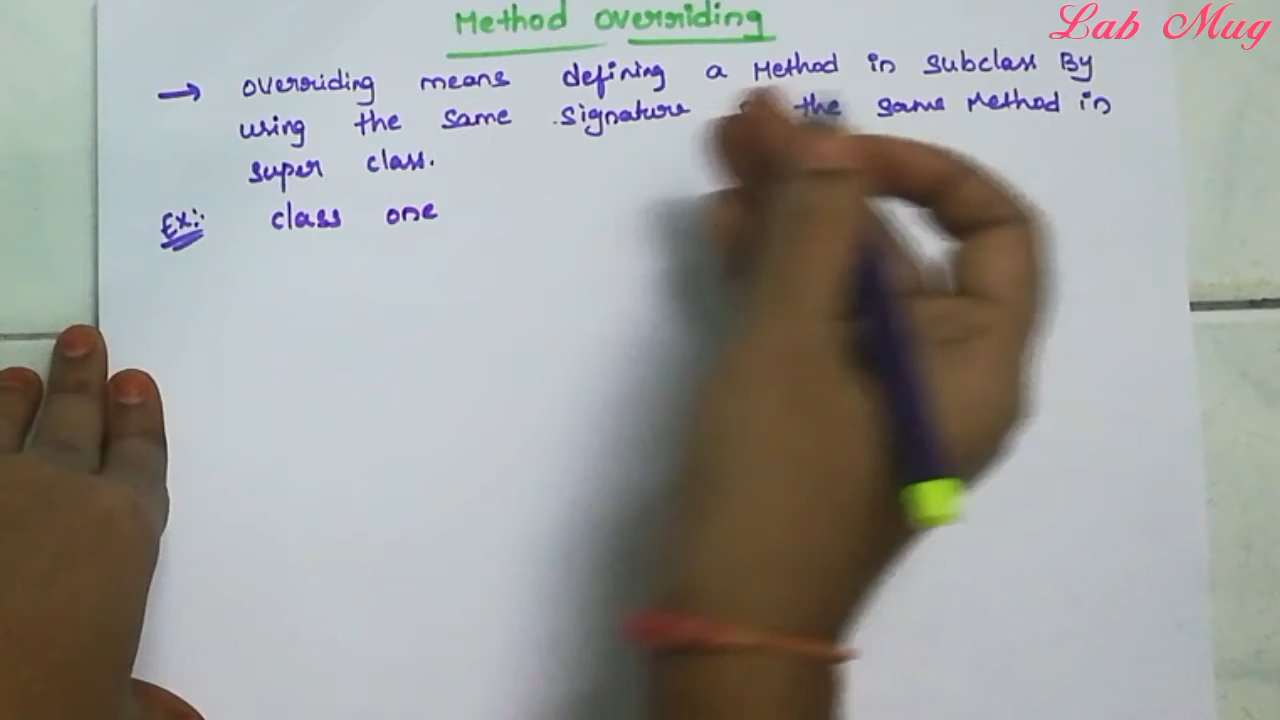 Lab Mug
Method Overriding
→ overriding means defining a Method in subclass By
using the same signature the same Method in
super class.
Ex:- class one